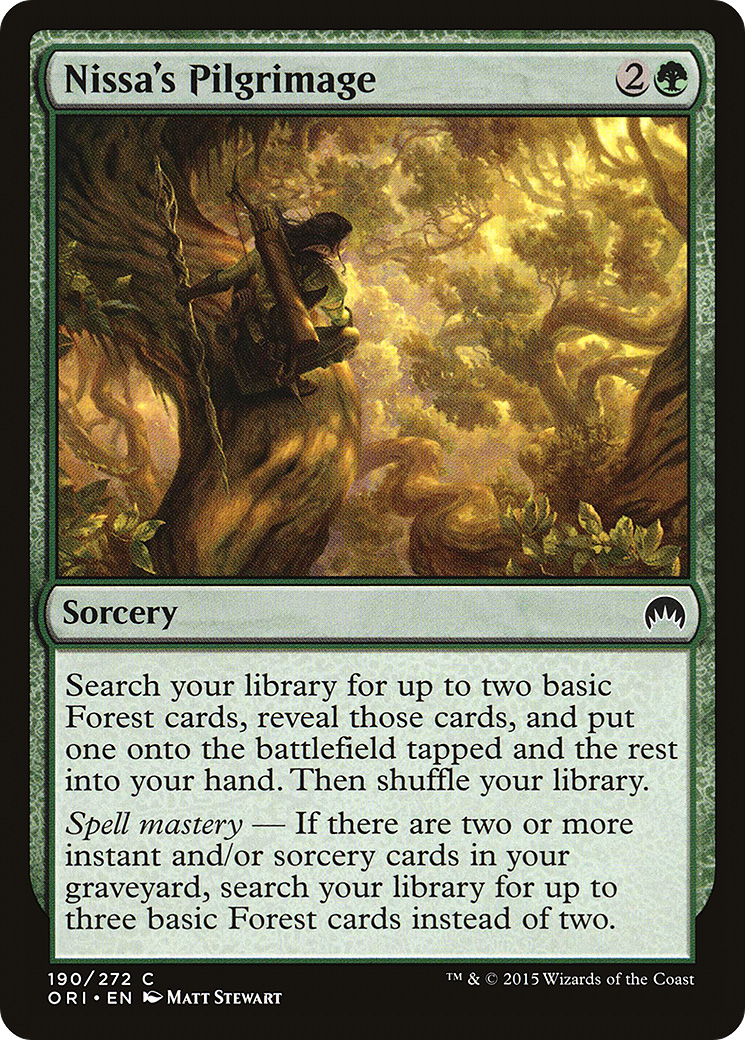 Nissa's Pilgrimage 2
Sorcery
Search your library for up to two basic
Forest cards, reveal those cards, and put
one onto the battlefield tapped and the rest
into your hand. Then shuffle your library.
Spell mastery — If there are two or more
instant and/or sorcery cards in your
graveyard, search your library for up to
three basic Forest cards instead of two.
190/272 C
ORI • EN Matt Stewart
™ & © 2015 Wizards of the Coast